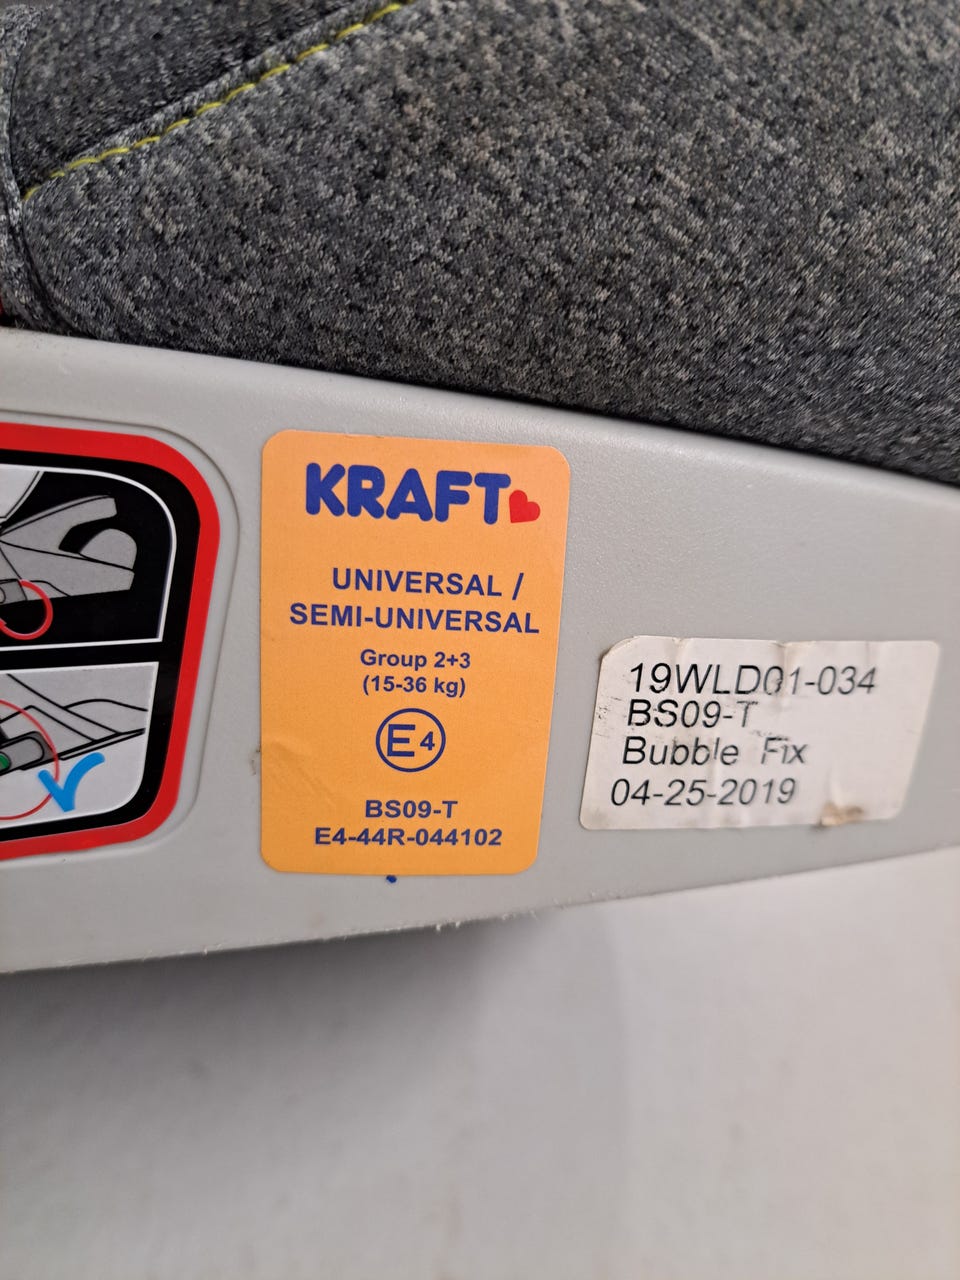 KRAFT
UNIVERSAL /
SEMI-UNIVERSAL
Group 2+3
(15-36 kg)
E4
BS09-T
E4-44R-044102
19WLD01-034
BS09-T
Bubble Fix
04-25-2019